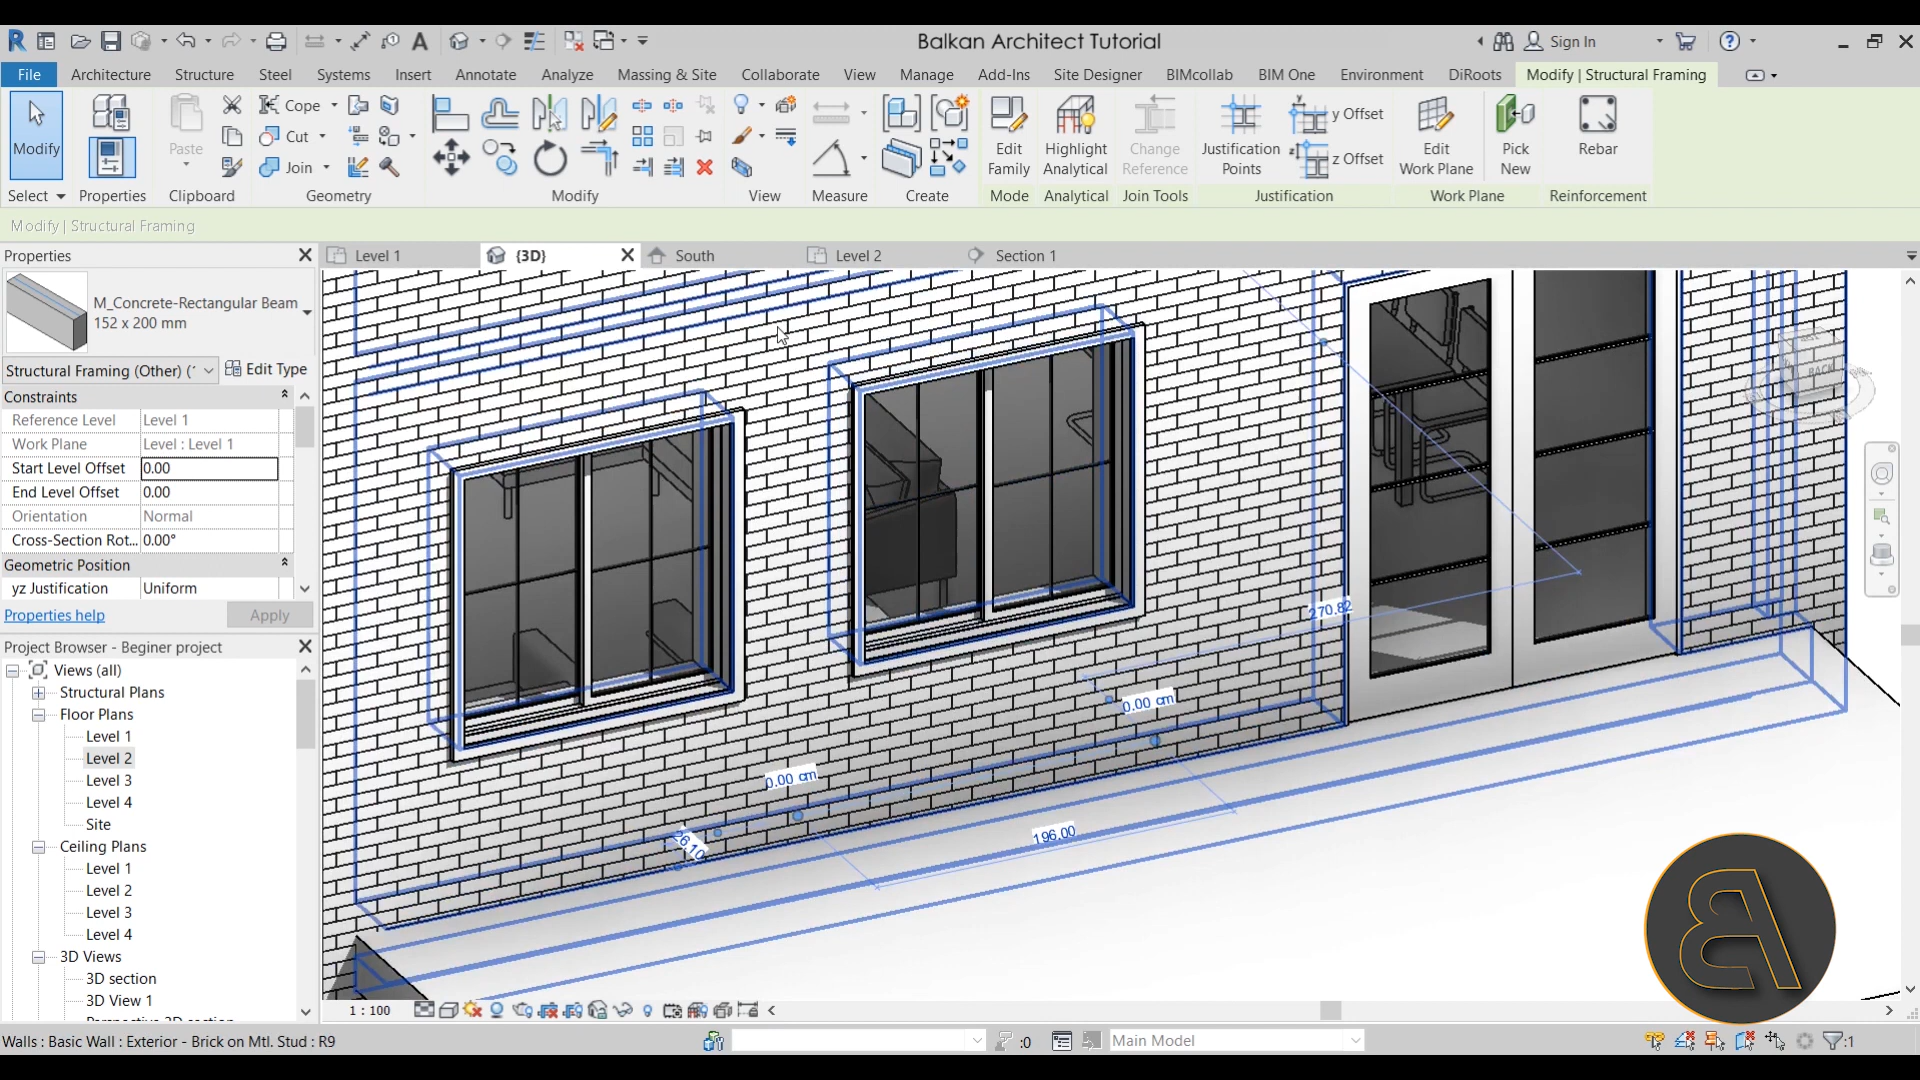 Balkan Architect Tutorial
Sign In
File Architecture Structure Steel Systems Insert Annotate Analyze Massing & Site Collaborate View Manage Add-Ins Site Designer BIMcollab BIM One Environment DiRoots Modify | Structural Framing
Modify
Paste
Cope
Cut
Join
Edit Family
Highlight Analytical
Change Reference
Justification Points
y Offset
z Offset
Edit Work Plane
Pick New
Rebar
Select Properties Clipboard Geometry Modify View Measure Create Mode Analytical Join Tools Justification Work Plane Reinforcement
Modify | Structural Framing
Properties
Level 1 {3D} South Level 2 Section 1
M_Concrete-Rectangular Beam
152 x 200 mm
Structural Framing (Other) ( Edit Type
Constraints
Reference Level Level 1
Work Plane Level : Level 1
Start Level Offset 0.00
End Level Offset 0.00
Orientation Normal
Cross-Section Rot... 0.00°
Geometric Position
yz Justification Uniform
Properties help Apply
Project Browser - Beginer project
Views (all)
Structural Plans
Floor Plans
Level 1
Level 2
Level 3
Level 4
Site
Ceiling Plans
Level 1
Level 2
Level 3
Level 4
3D Views
3D section
3D View 1
BACK
270.82
0.00 cm
0.00 cm
26.10
196.00
1 : 100
Walls : Basic Wall : Exterior - Brick on Mtl. Stud : R9
:0
Main Model
:1